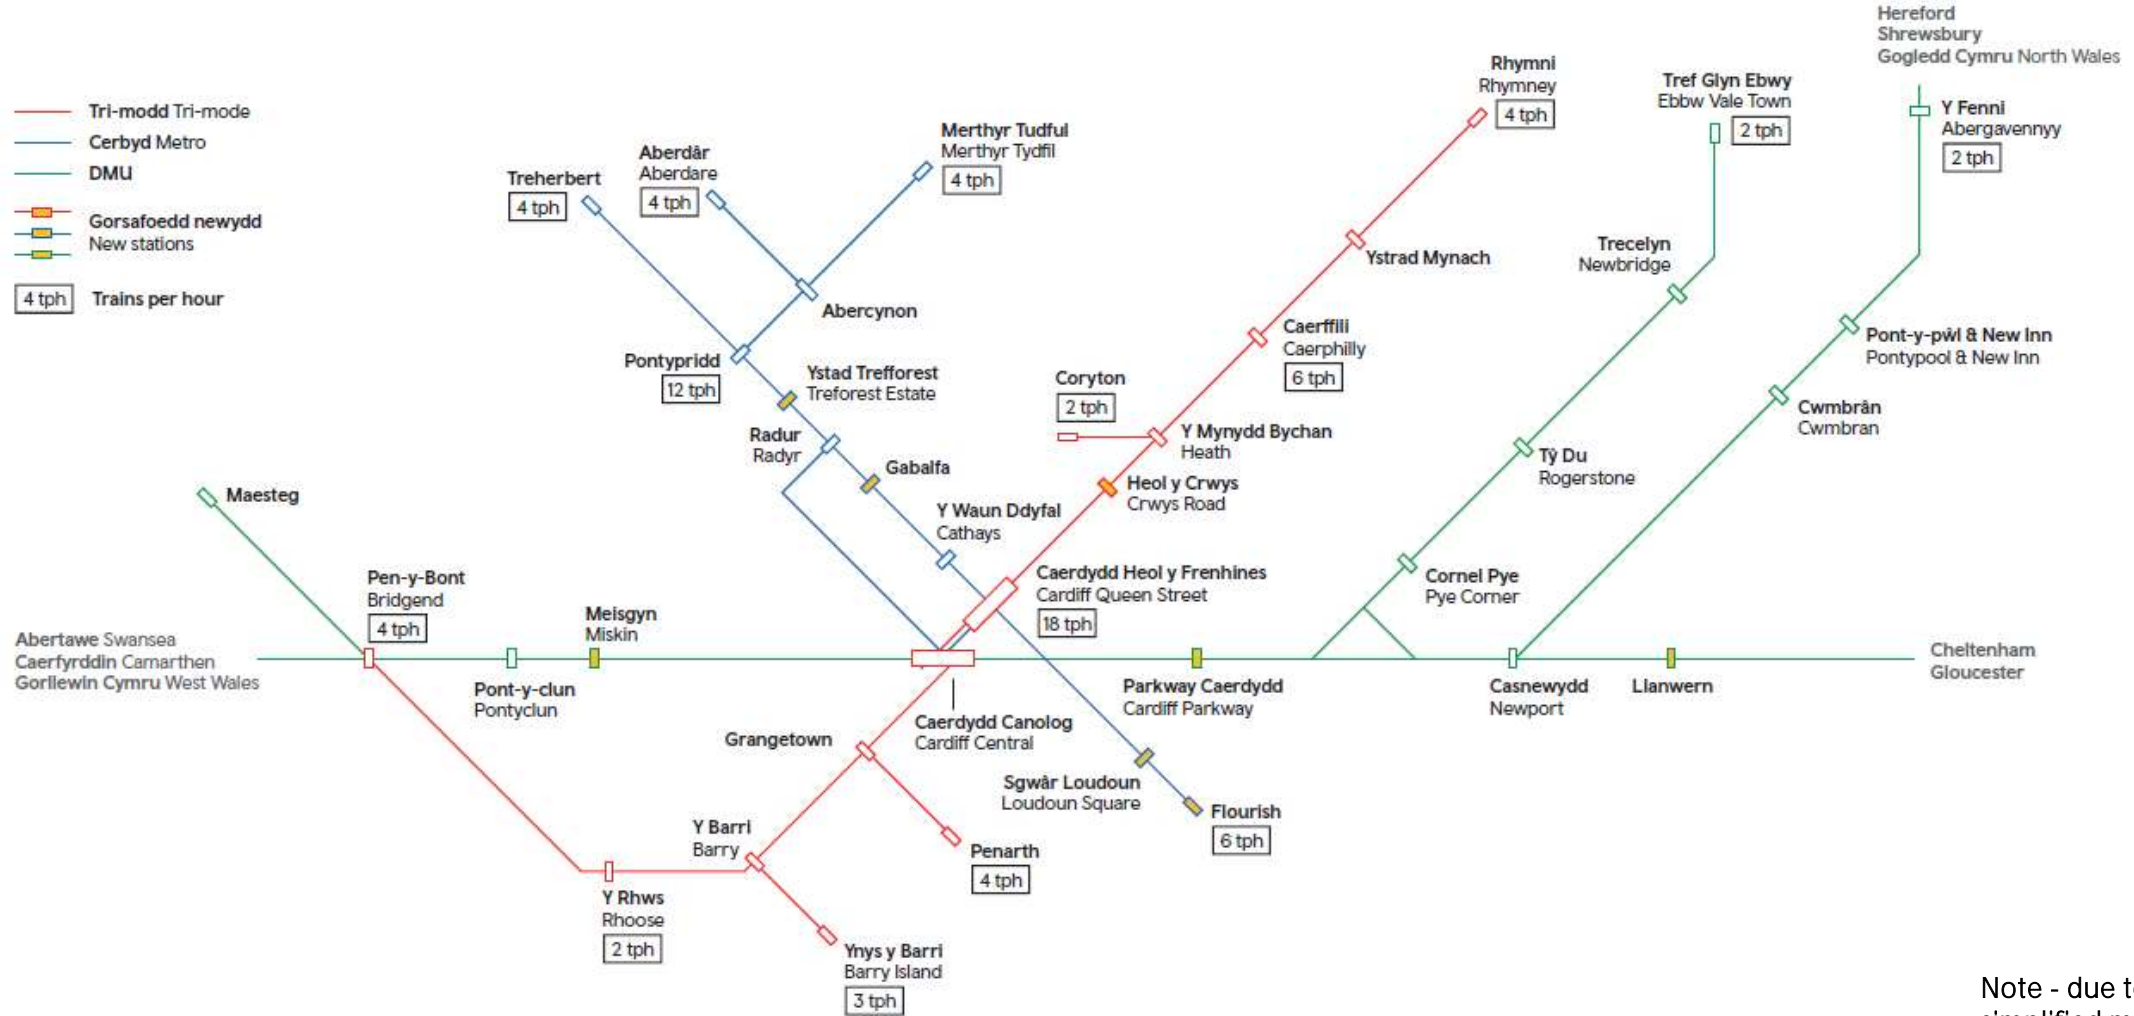 Hereford
Shrewsbury
Gogledd Cymru North Wales
Tri-modd Tri-mode
Cerbyd Metro
DMU
Gorsafoedd newydd
New stations
4 tph Trains per hour
Treherbert
4 tph
Aberdâr
Aberdare
4 tph
Merthyr Tudful
Merthyr Tydfil
4 tph
Rhymni
Rhymney
4 tph
Tref Glyn Ebwy
Ebbw Vale Town
2 tph
Y Fenni
Abergavennyy
2 tph
Abercynon
Ystrad Mynach
Trecelyn
Newbridge
Pontypridd
12 tph
Ystad Trefforest
Treforest Estate
Caerffili
Caerphilly
6 tph
Pont-y-pŵl & New Inn
Pontypool & New Inn
Coryton
2 tph
Cwmbrân
Cwmbran
Radur
Radyr
Gabalfa
Y Mynydd Bychan
Heath
Tŷ Du
Rogerstone
Heol y Crwys
Crwys Road
Maesteg
Y Waun Ddyfal
Cathays
Pen-y-Bont
Bridgend
4 tph
Meisgyn
Miskin
Caerdydd Heol y Frenhines
Cardiff Queen Street
18 tph
Cornel Pye
Pye Corner
Abertawe Swansea
Caerfyrddin Camarthen
Gorllewin Cymru West Wales
Cheltenham
Gloucester
Pont-y-clun
Pontyclun
Parkway Caerdydd
Cardiff Parkway
Casnewydd
Newport
Llanwern
Caerdydd Canolog
Cardiff Central
Grangetown
Sgwâr Loudoun
Loudoun Square
Flourish
6 tph
Y Barri
Barry
Penarth
4 tph
Y Rhws
Rhoose
2 tph
Ynys y Barri
Barry Island
3 tph
Note - due